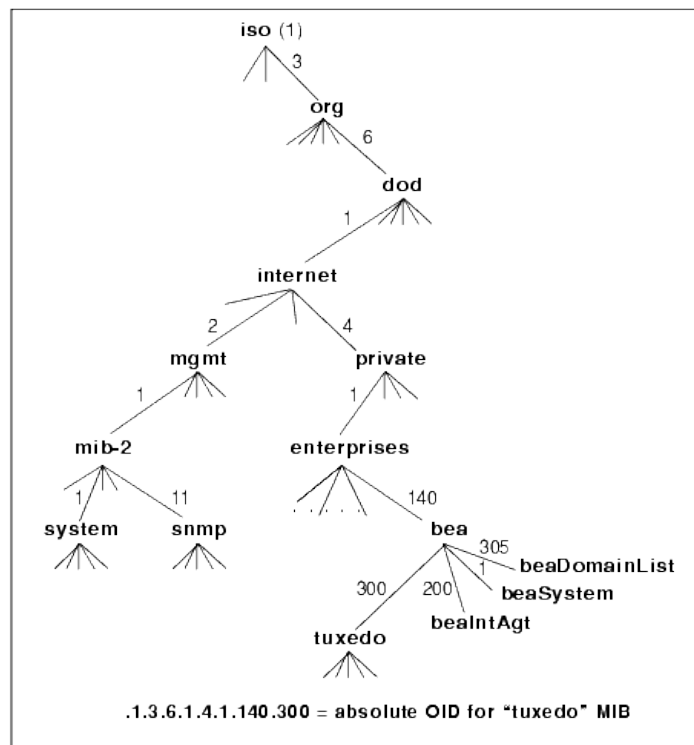 iso (1)
3
org
6
dod
1
internet
2
4
mgmt
private
1
1
mib-2
enterprises
1
11
140
system
snmp
bea
305
beaDomainList
300
200
1
beaSystem
beaIntAgt
tuxedo
.1.3.6.1.4.1.140.300 = absolute OID for “tuxedo” MIB